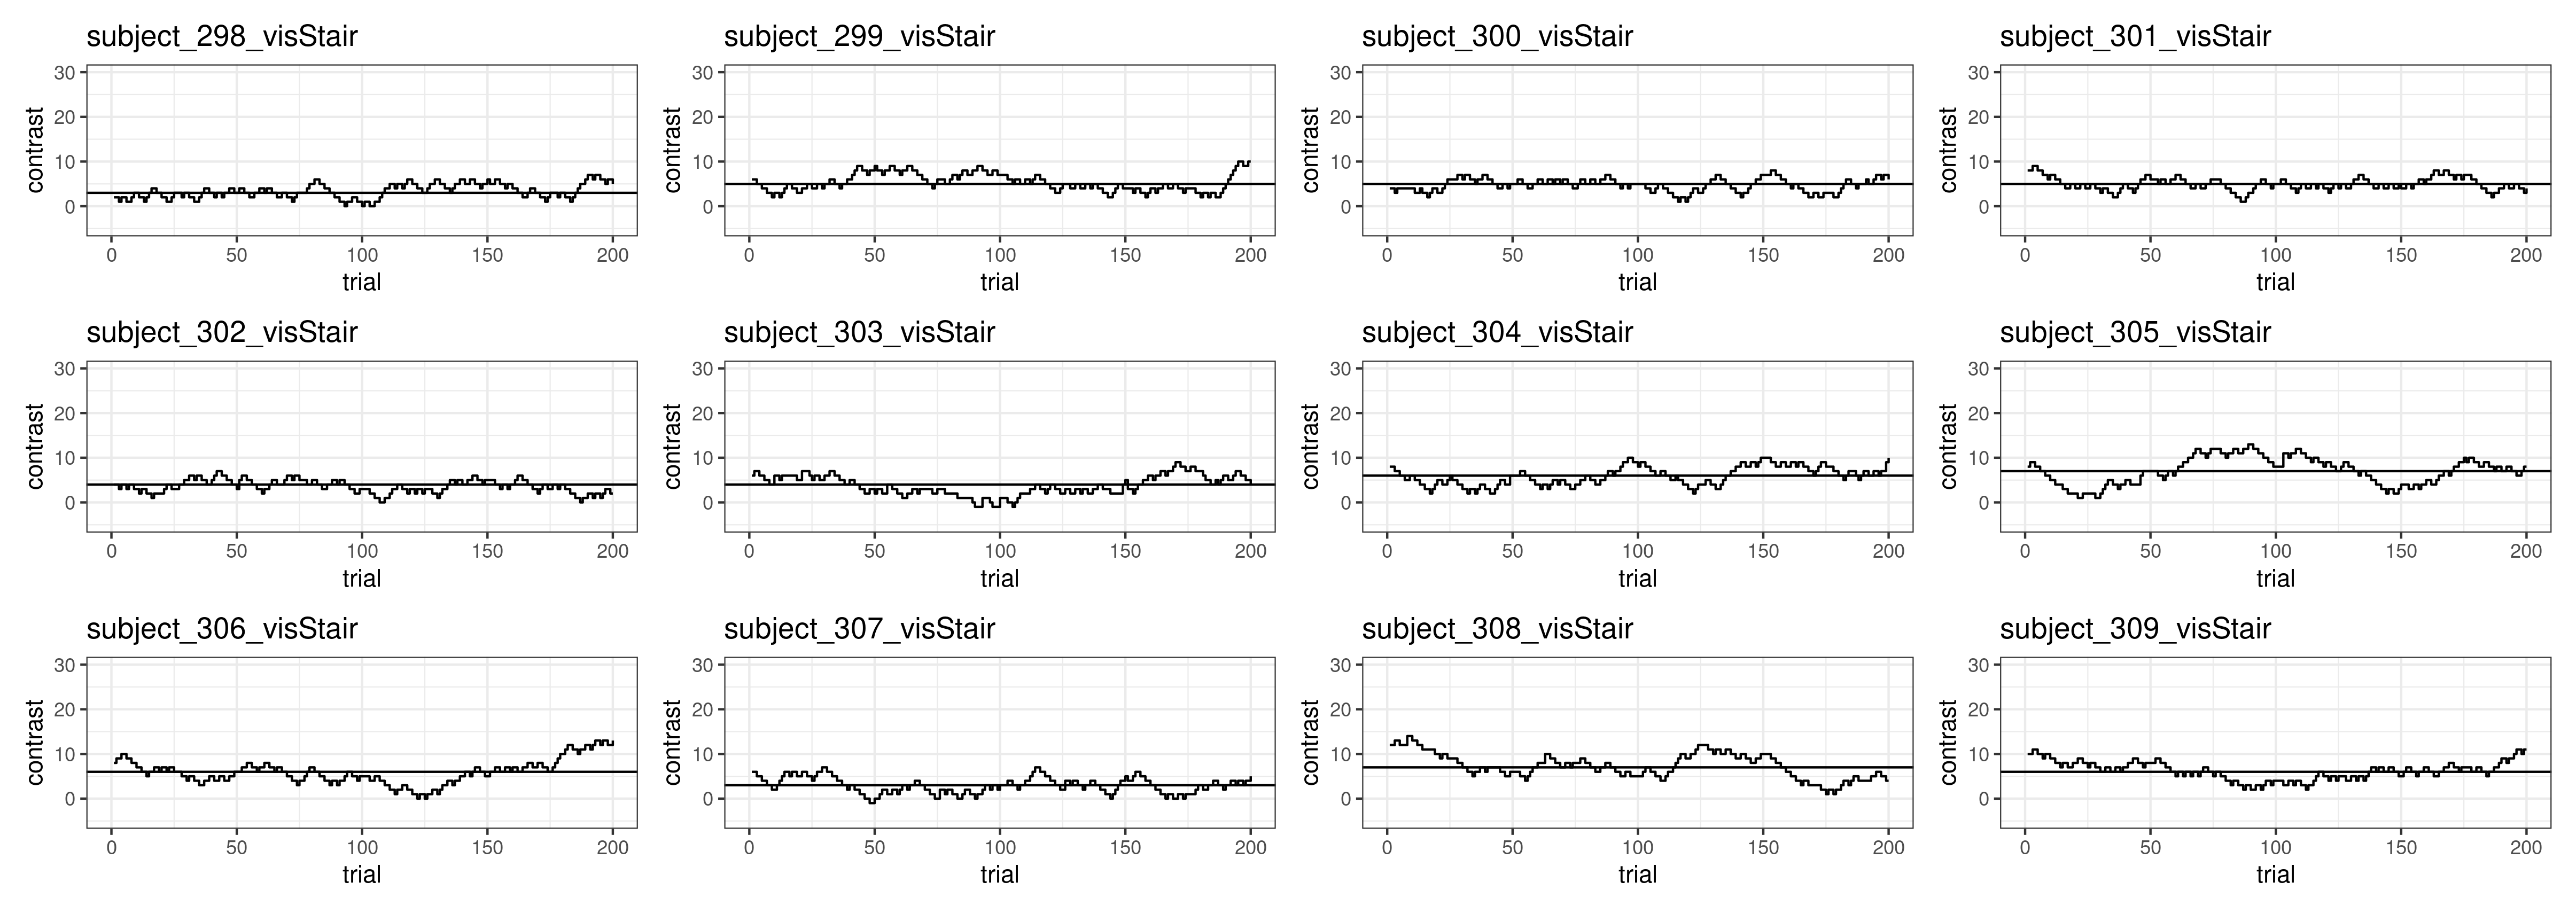 subject_298_visStair
subject_299_visStair
subject_300_visStair
subject_301_visStair
contrast
30
20
10
0
contrast
30
20
10
0
contrast
30
20
10
0
contrast
30
20
10
0
0 50 100 150 200
0 50 100 150 200
0 50 100 150 200
0 50 100 150 200
trial
trial
trial
trial
subject_302_visStair
subject_303_visStair
subject_304_visStair
subject_305_visStair
contrast
30
20
10
0
contrast
30
20
10
0
contrast
30
20
10
0
contrast
30
20
10
0
0 50 100 150 200
0 50 100 150 200
0 50 100 150 200
0 50 100 150 200
trial
trial
trial
trial
subject_306_visStair
subject_307_visStair
subject_308_visStair
subject_309_visStair
contrast
30
20
10
0
contrast
30
20
10
0
contrast
30
20
10
0
contrast
30
20
10
0
0 50 100 150 200
0 50 100 150 200
0 50 100 150 200
0 50 100 150 200
trial
trial
trial
trial